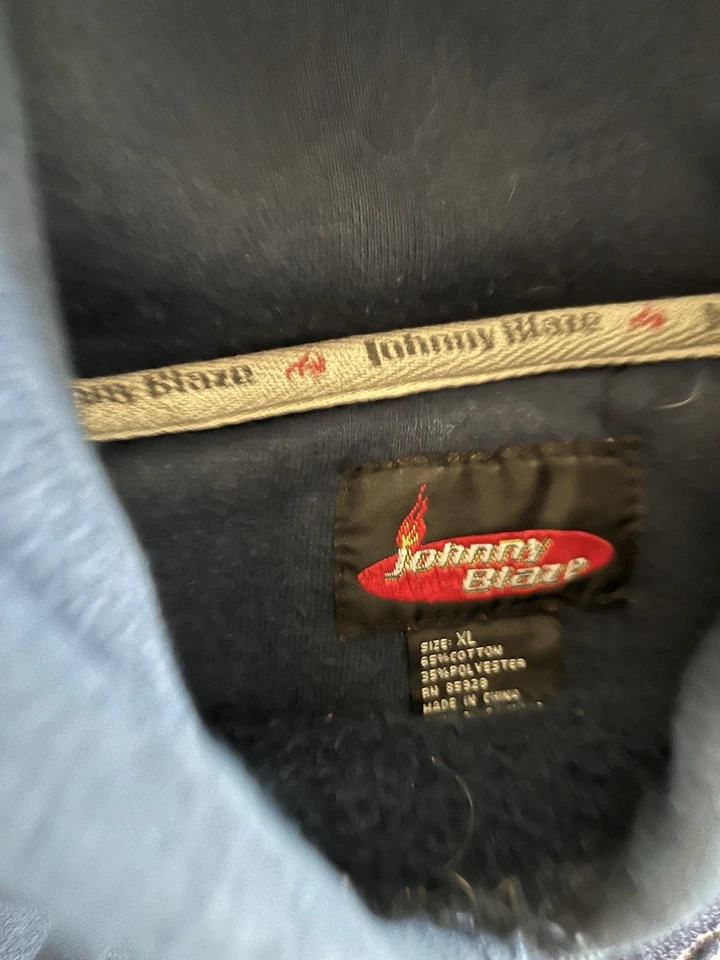 Blaze Johnny Blaze
Johnny
Blaze
SIZE: XL
65%COTTON
35%POLYESTER
RN 85928
MADE IN CHINA